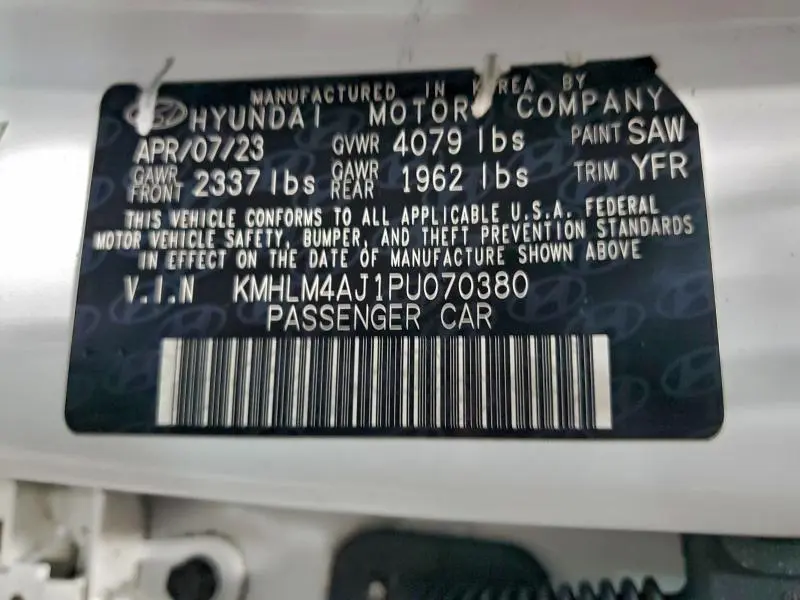 MANUFACTURED IN KOREA BY
HYUNDAI MOTOR COMPANY
APR/07/23 GVWR 4079 lbs PAINT SAW
GAWR FRONT 2337 lbs GAWR REAR 1962 lbs TRIM YFR
THIS VEHICLE CONFORMS TO ALL APPLICABLE U.S.A. FEDERAL
MOTOR VEHICLE SAFETY, BUMPER, AND THEFT PREVENTION STANDARDS
IN EFFECT ON THE DATE OF MANUFACTURE SHOWN ABOVE
V.I.N KMHLM4AJ1PU070380
PASSENGER CAR